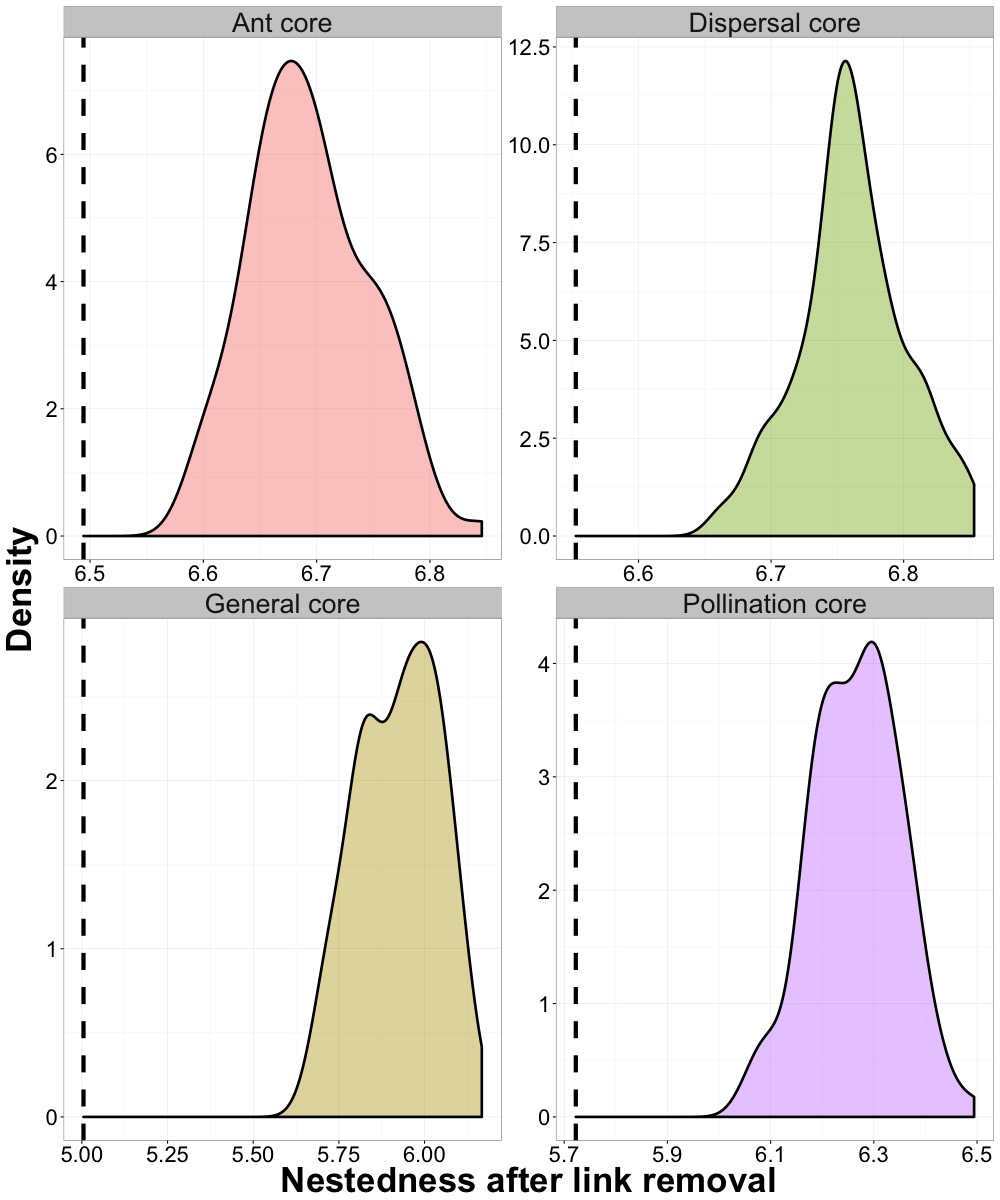 Ant core
Dispersal core
6
4
2
0
6.5 6.6 6.7 6.8
12.5
10.0
7.5
5.0
2.5
0.0
6.6 6.7 6.8
Density
General core
Pollination core
2
1
0
5.00 5.25 5.50 5.75 6.00
4
3
2
1
0
5.7 5.9 6.1 6.3 6.5
Nestedness after link removal